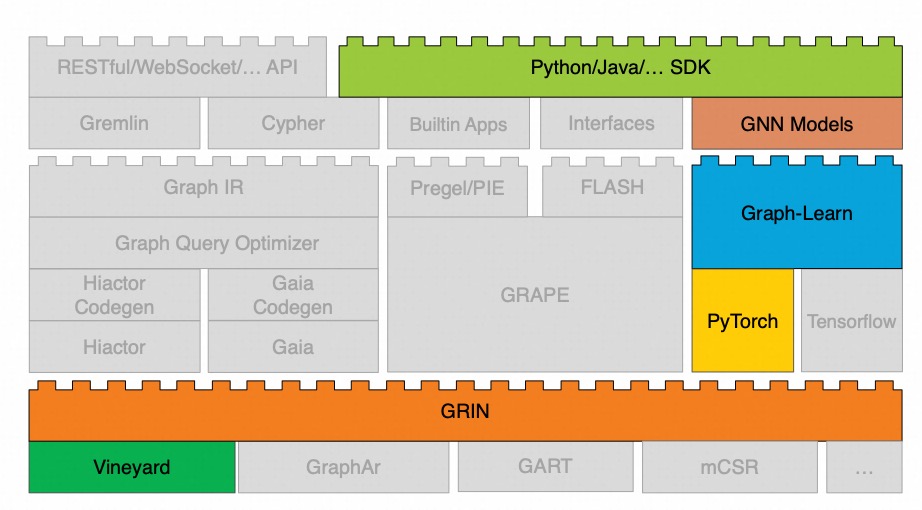 RESTful/WebSocket/... API
Python/Java/... SDK
Gremlin
Cypher
Builtin Apps
Interfaces
GNN Models
Graph IR
Pregel/PIE
FLASH
Graph-Learn
Graph Query Optimizer
Hiactor
Codegen
Gaia
Codegen
GRAPE
PyTorch
Tensorflow
Hiactor
Gaia
GRIN
Vineyard
GraphAr
GART
mCSR
...